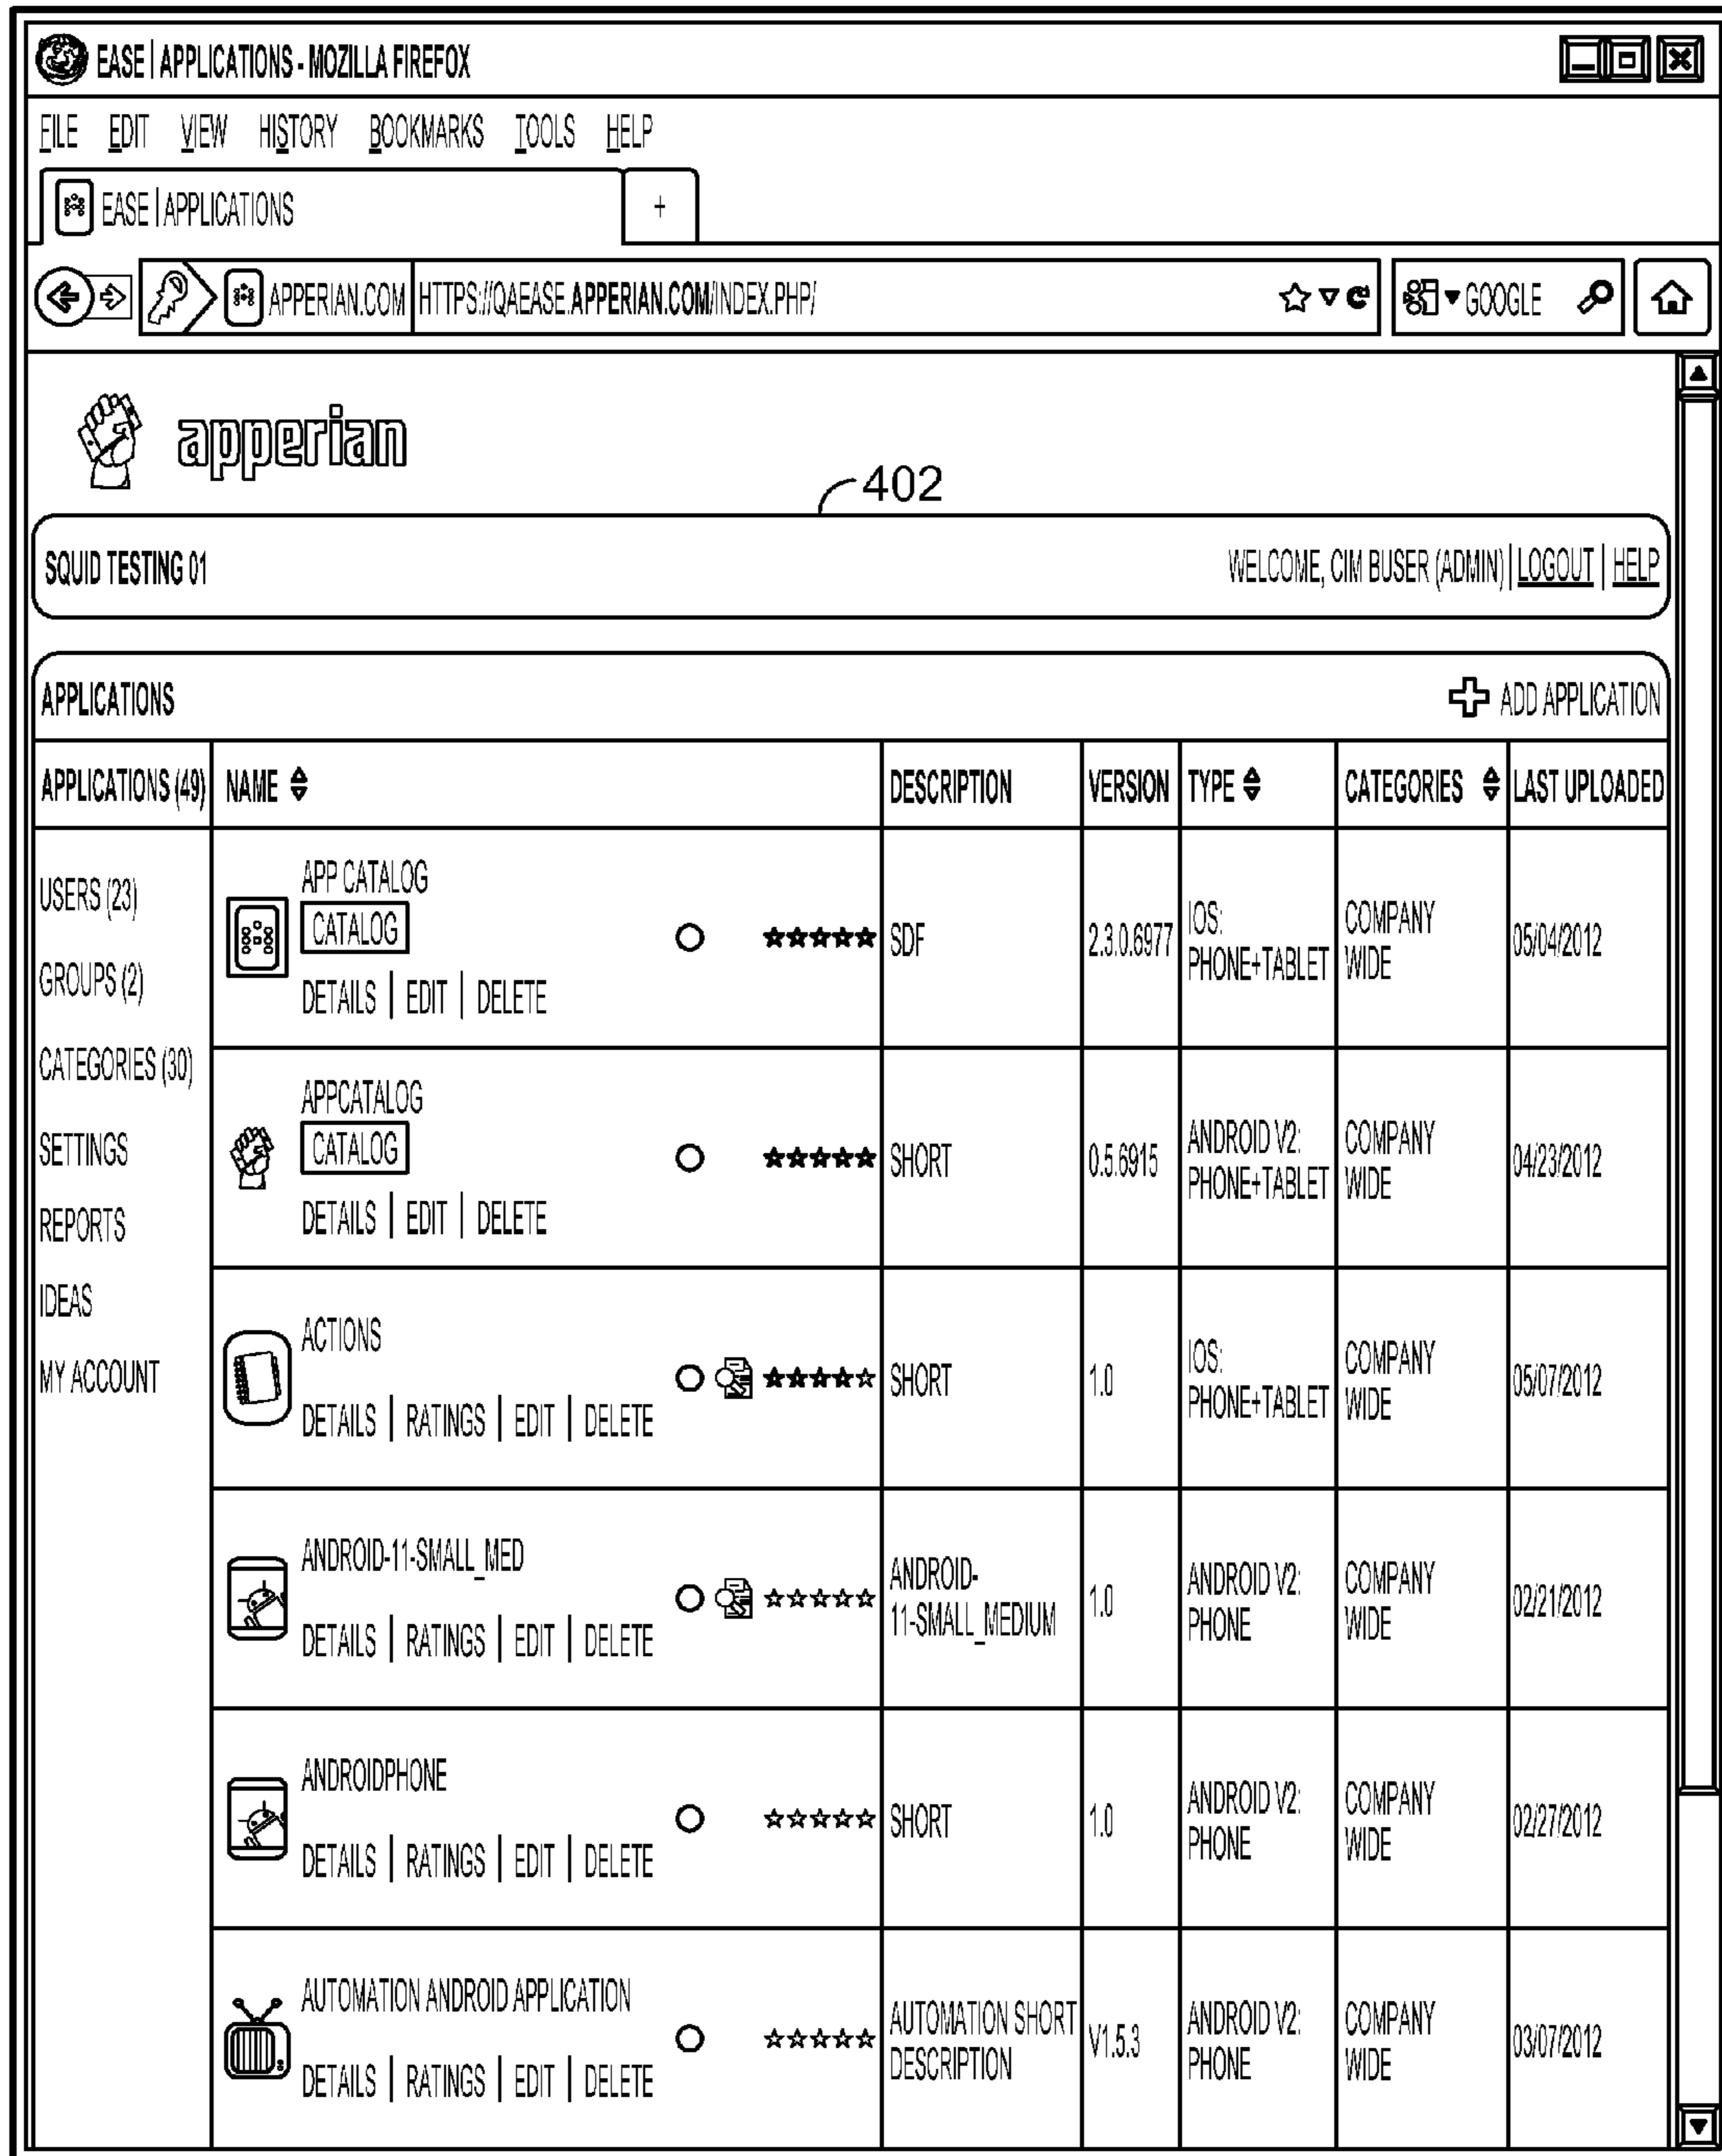 EASE | APPLICATIONS - MOZILLA FIREFOX
FILE EDIT VIEW HISTORY BOOKMARKS TOOLS HELP
EASE | APPLICATIONS +
APPERIAN.COM HTTPS://QAEASE.APPERIAN.COM/INDEX.PHP/ GOOGLE
apperian
402
SQUID TESTING 01 WELCOME, CIM BUSER (ADMIN) | LOGOUT | HELP
APPLICATIONS ADD APPLICATION
APPLICATIONS (49) NAME DESCRIPTION VERSION TYPE CATEGORIES LAST UPLOADED
USERS (23)
GROUPS (2)
CATEGORIES (30)
SETTINGS
REPORTS
IDEAS
MY ACCOUNT
APP CATALOG
CATALOG
DETAILS | EDIT | DELETE
SDF
2.3.0.6977
IOS:
PHONE+TABLET
COMPANY
WIDE
05/04/2012
APPCATALOG
CATALOG
DETAILS | EDIT | DELETE
SHORT
0.5.6915
ANDROID V2:
PHONE+TABLET
COMPANY
WIDE
04/23/2012
ACTIONS
DETAILS | RATINGS | EDIT | DELETE
SHORT
1.0
IOS:
PHONE+TABLET
COMPANY
WIDE
05/07/2012
ANDROID-11-SMALL_MED
DETAILS | RATINGS | EDIT | DELETE
ANDROID-
11-SMALL_MEDIUM
1.0
ANDROID V2:
PHONE
COMPANY
WIDE
02/21/2012
ANDROIDPHONE
DETAILS | RATINGS | EDIT | DELETE
SHORT
1.0
ANDROID V2:
PHONE
COMPANY
WIDE
02/27/2012
AUTOMATION ANDROID APPLICATION
DETAILS | RATINGS | EDIT | DELETE
AUTOMATION SHORT
DESCRIPTION
V1.5.3
ANDROID V2:
PHONE
COMPANY
WIDE
03/07/2012